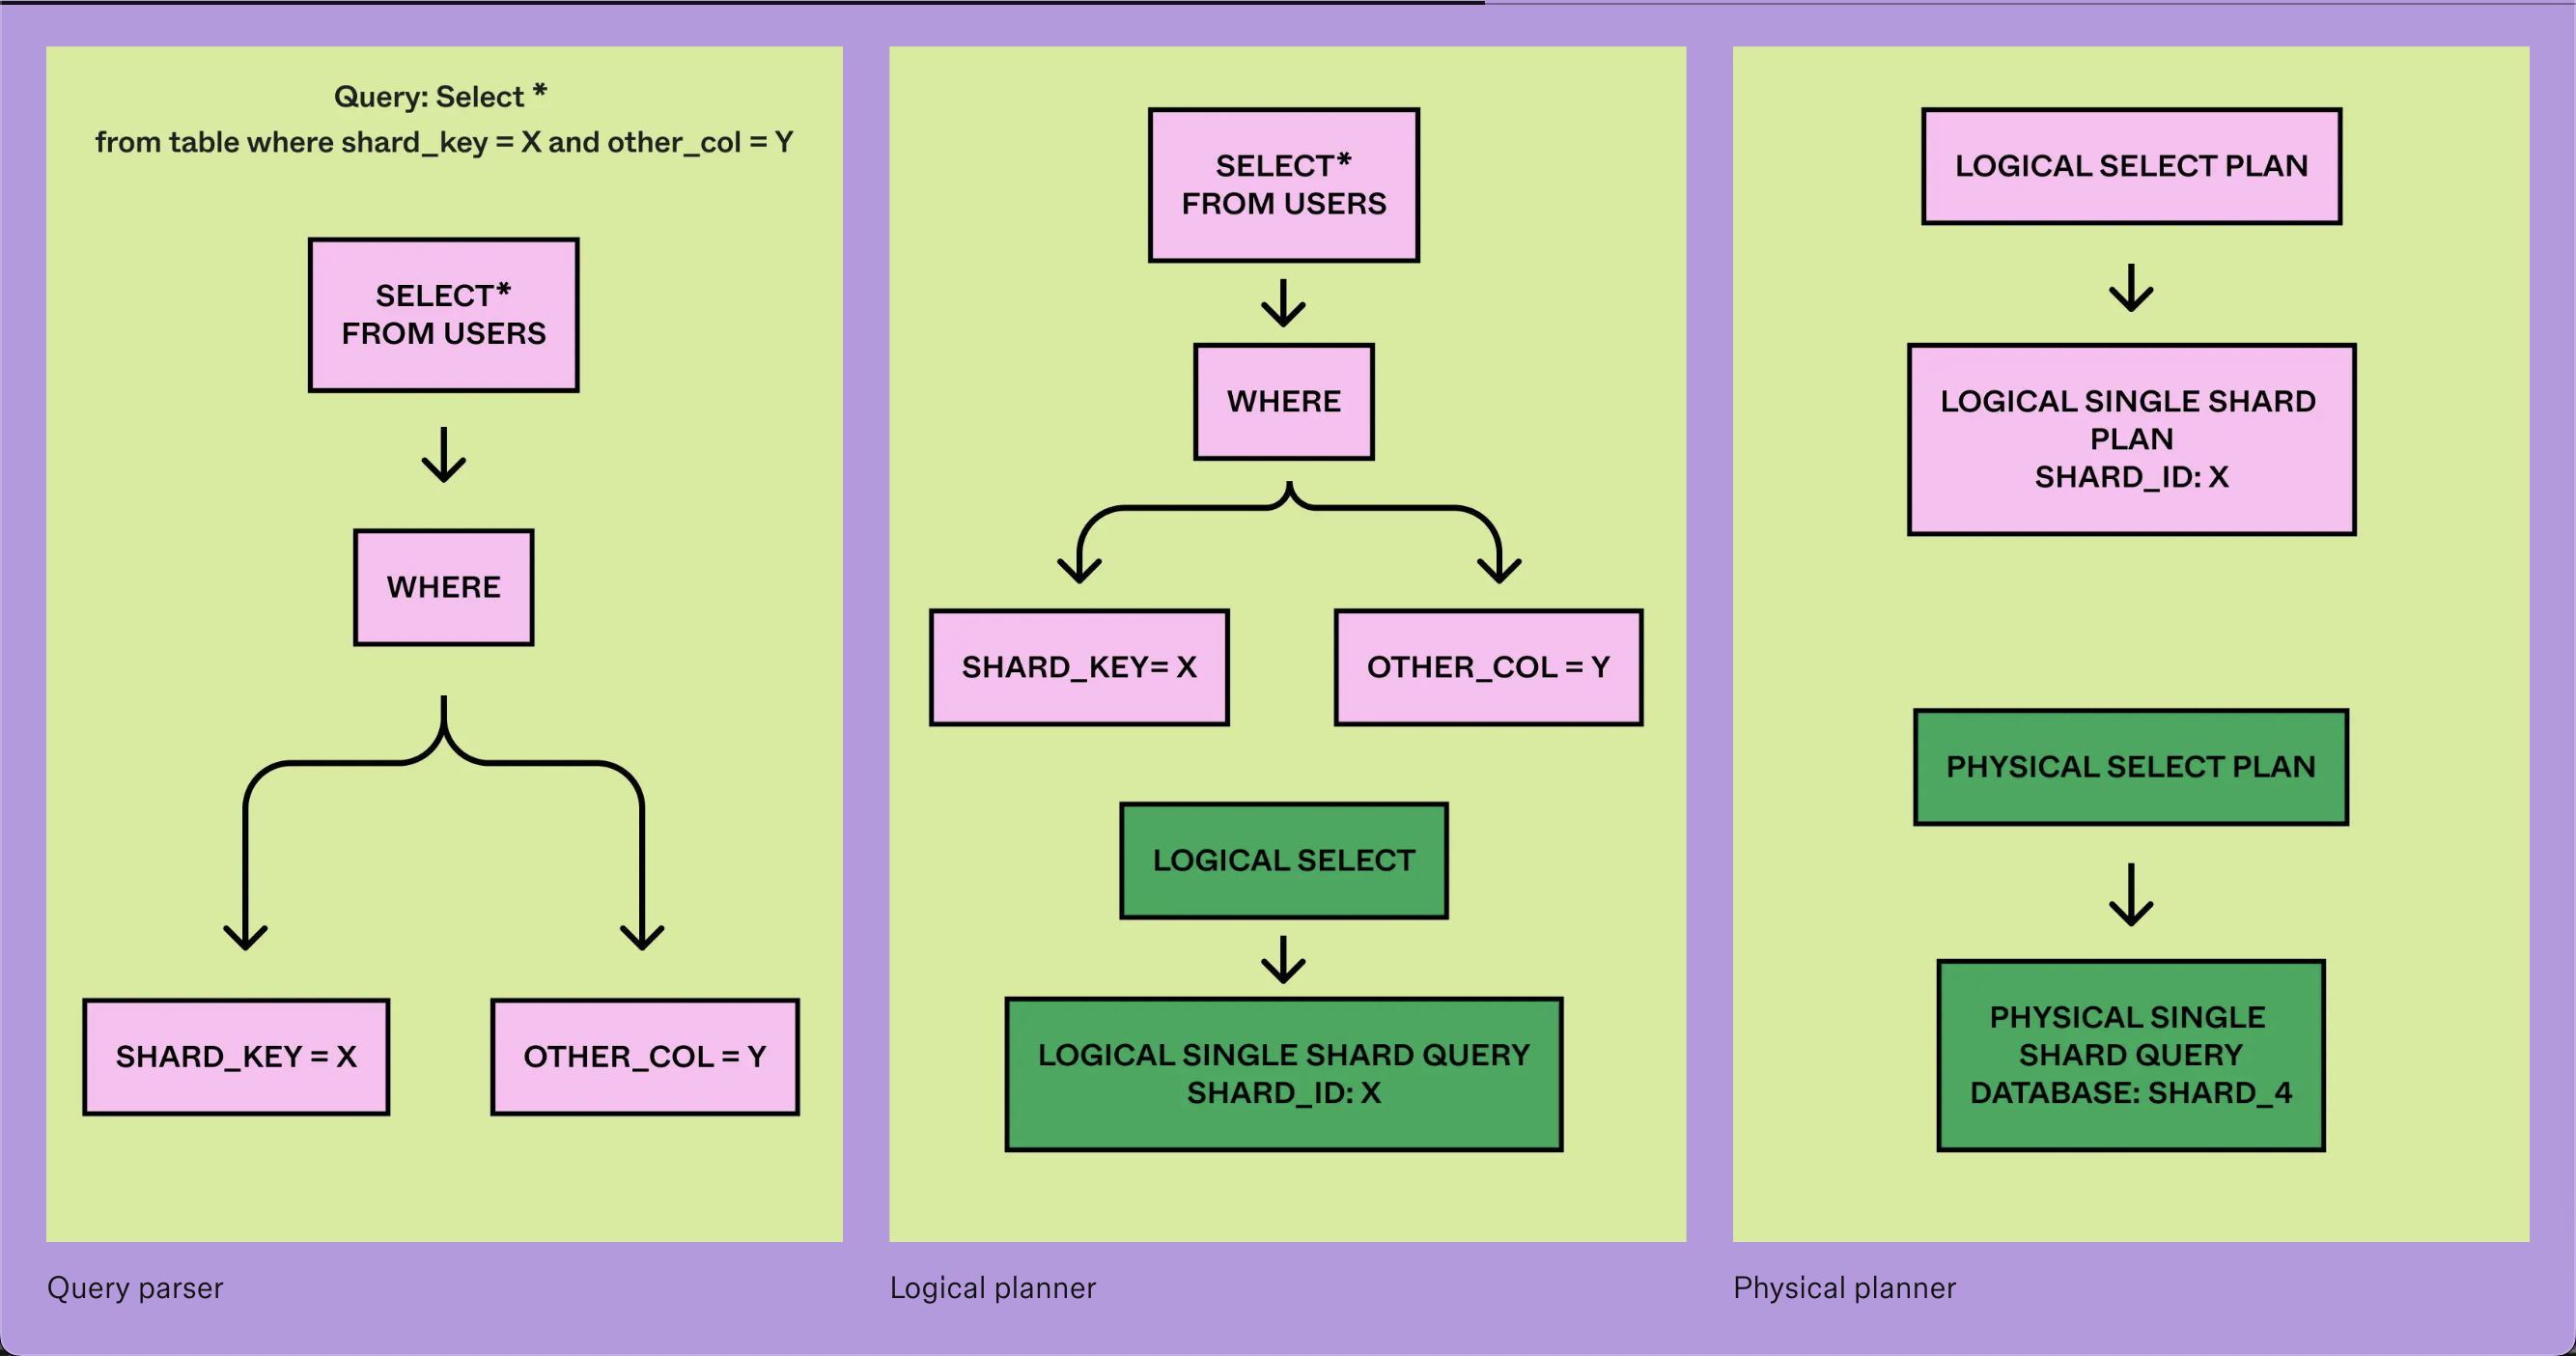 Query: Select *
from table where shard_key = X and other_col = Y
SELECT*
FROM USERS
WHERE
SHARD_KEY = X
OTHER_COL = Y
Query parser
SELECT*
FROM USERS
WHERE
SHARD_KEY= X
OTHER_COL = Y
LOGICAL SELECT
LOGICAL SINGLE SHARD QUERY
SHARD_ID: X
Logical planner
LOGICAL SELECT PLAN
LOGICAL SINGLE SHARD
PLAN
SHARD_ID: X
PHYSICAL SELECT PLAN
PHYSICAL SINGLE
SHARD QUERY
DATABASE: SHARD_4
Physical planner